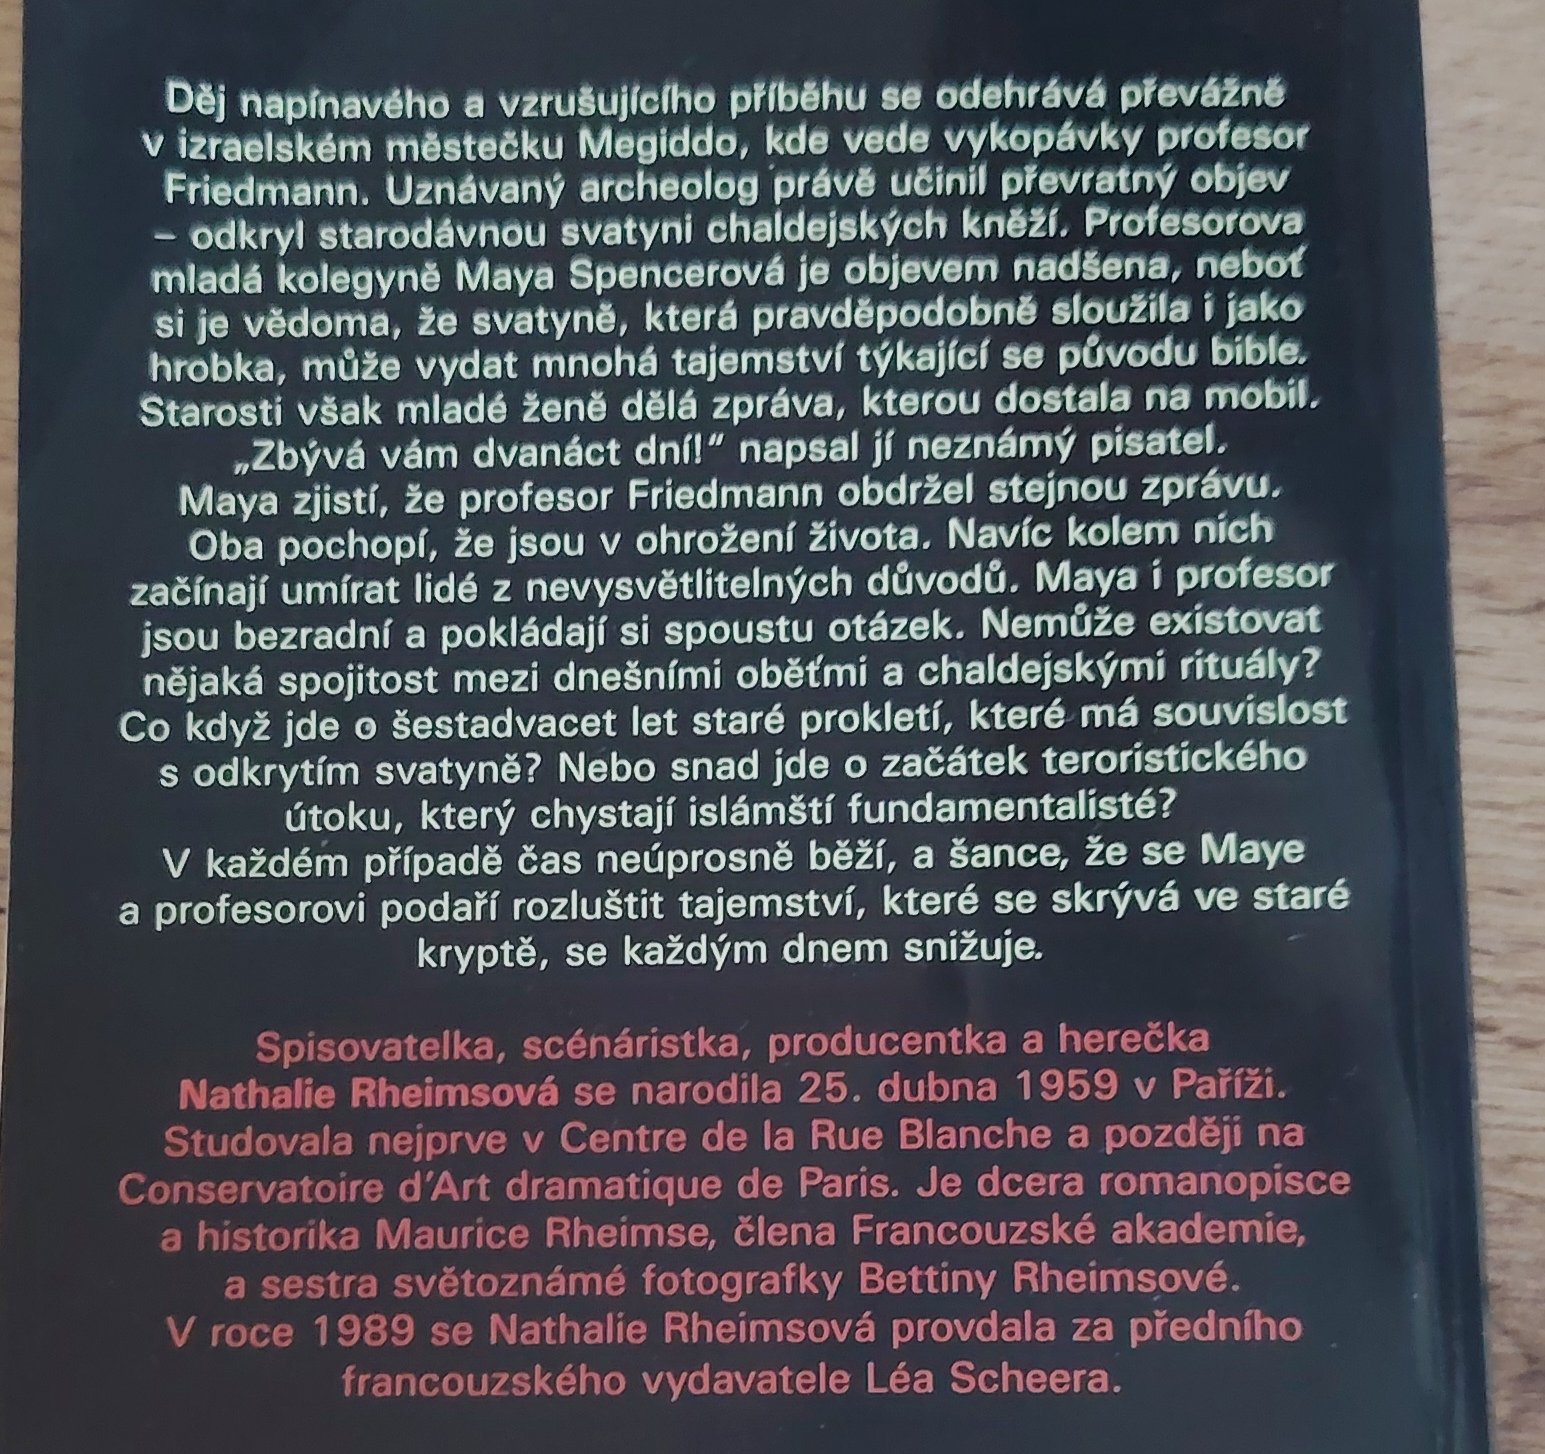 Děj napínavého a vzrušujícího příběhu se odehrává převážně
v izraelském městečku Megiddo, kde vede vykopávky profesor
Friedmann. Uznávaný archeolog právě učinil převratný objev
– odkryl starodávnou svatyni chaldejských kněží. Profesorova
mladá kolegyně Maya Spencerová je objevem nadšena, neboť
si je vědoma, že svatyně, která pravděpodobně sloužila i jako
hrobka, může vydat mnohá tajemství týkající se původu bible.
Starosti však mladé ženě dělá zpráva, kterou dostala na mobil.
„Zbývá vám dvanáct dní!“ napsal jí neznámý pisatel.
Maya zjistí, že profesor Friedmann obdržel stejnou zprávu.
Oba pochopí, že jsou v ohrožení života. Navíc kolem nich
začínají umírat lidé z nevysvětlitelných důvodů. Maya i profesor
jsou bezradní a pokládají si spoustu otázek. Nemůže existovat
nějaká spojitost mezi dnešními oběťmi a chaldejskými rituály?
Co když jde o šestadvacet let staré prokletí, které má souvislost
s odkrytím svatyně? Nebo snad jde o začátek teroristického
útoku, který chystají islámští fundamentalisté?
V každém případě čas neúprosně běží, a šance, že se Maye
a profesorovi podaří rozluštit tajemství, které se skrývá ve staré
kryptě, se každým dnem snižuje.
Spisovatelka, scénáristka, producentka a herečka
Nathalie Rheimsová se narodila 25. dubna 1959 v Paříži.
Studovala nejprve v Centre de la Rue Blanche a později na
Conservatoire d’Art dramatique de Paris. Je dcera romanopisce
a historika Maurice Rheimse, člena Francouzské akademie,
a sestra světoznámé fotografky Bettiny Rheimsové.
V roce 1989 se Nathalie Rheimsová provdala za předního
francouzského vydavatele Léa Scheera.